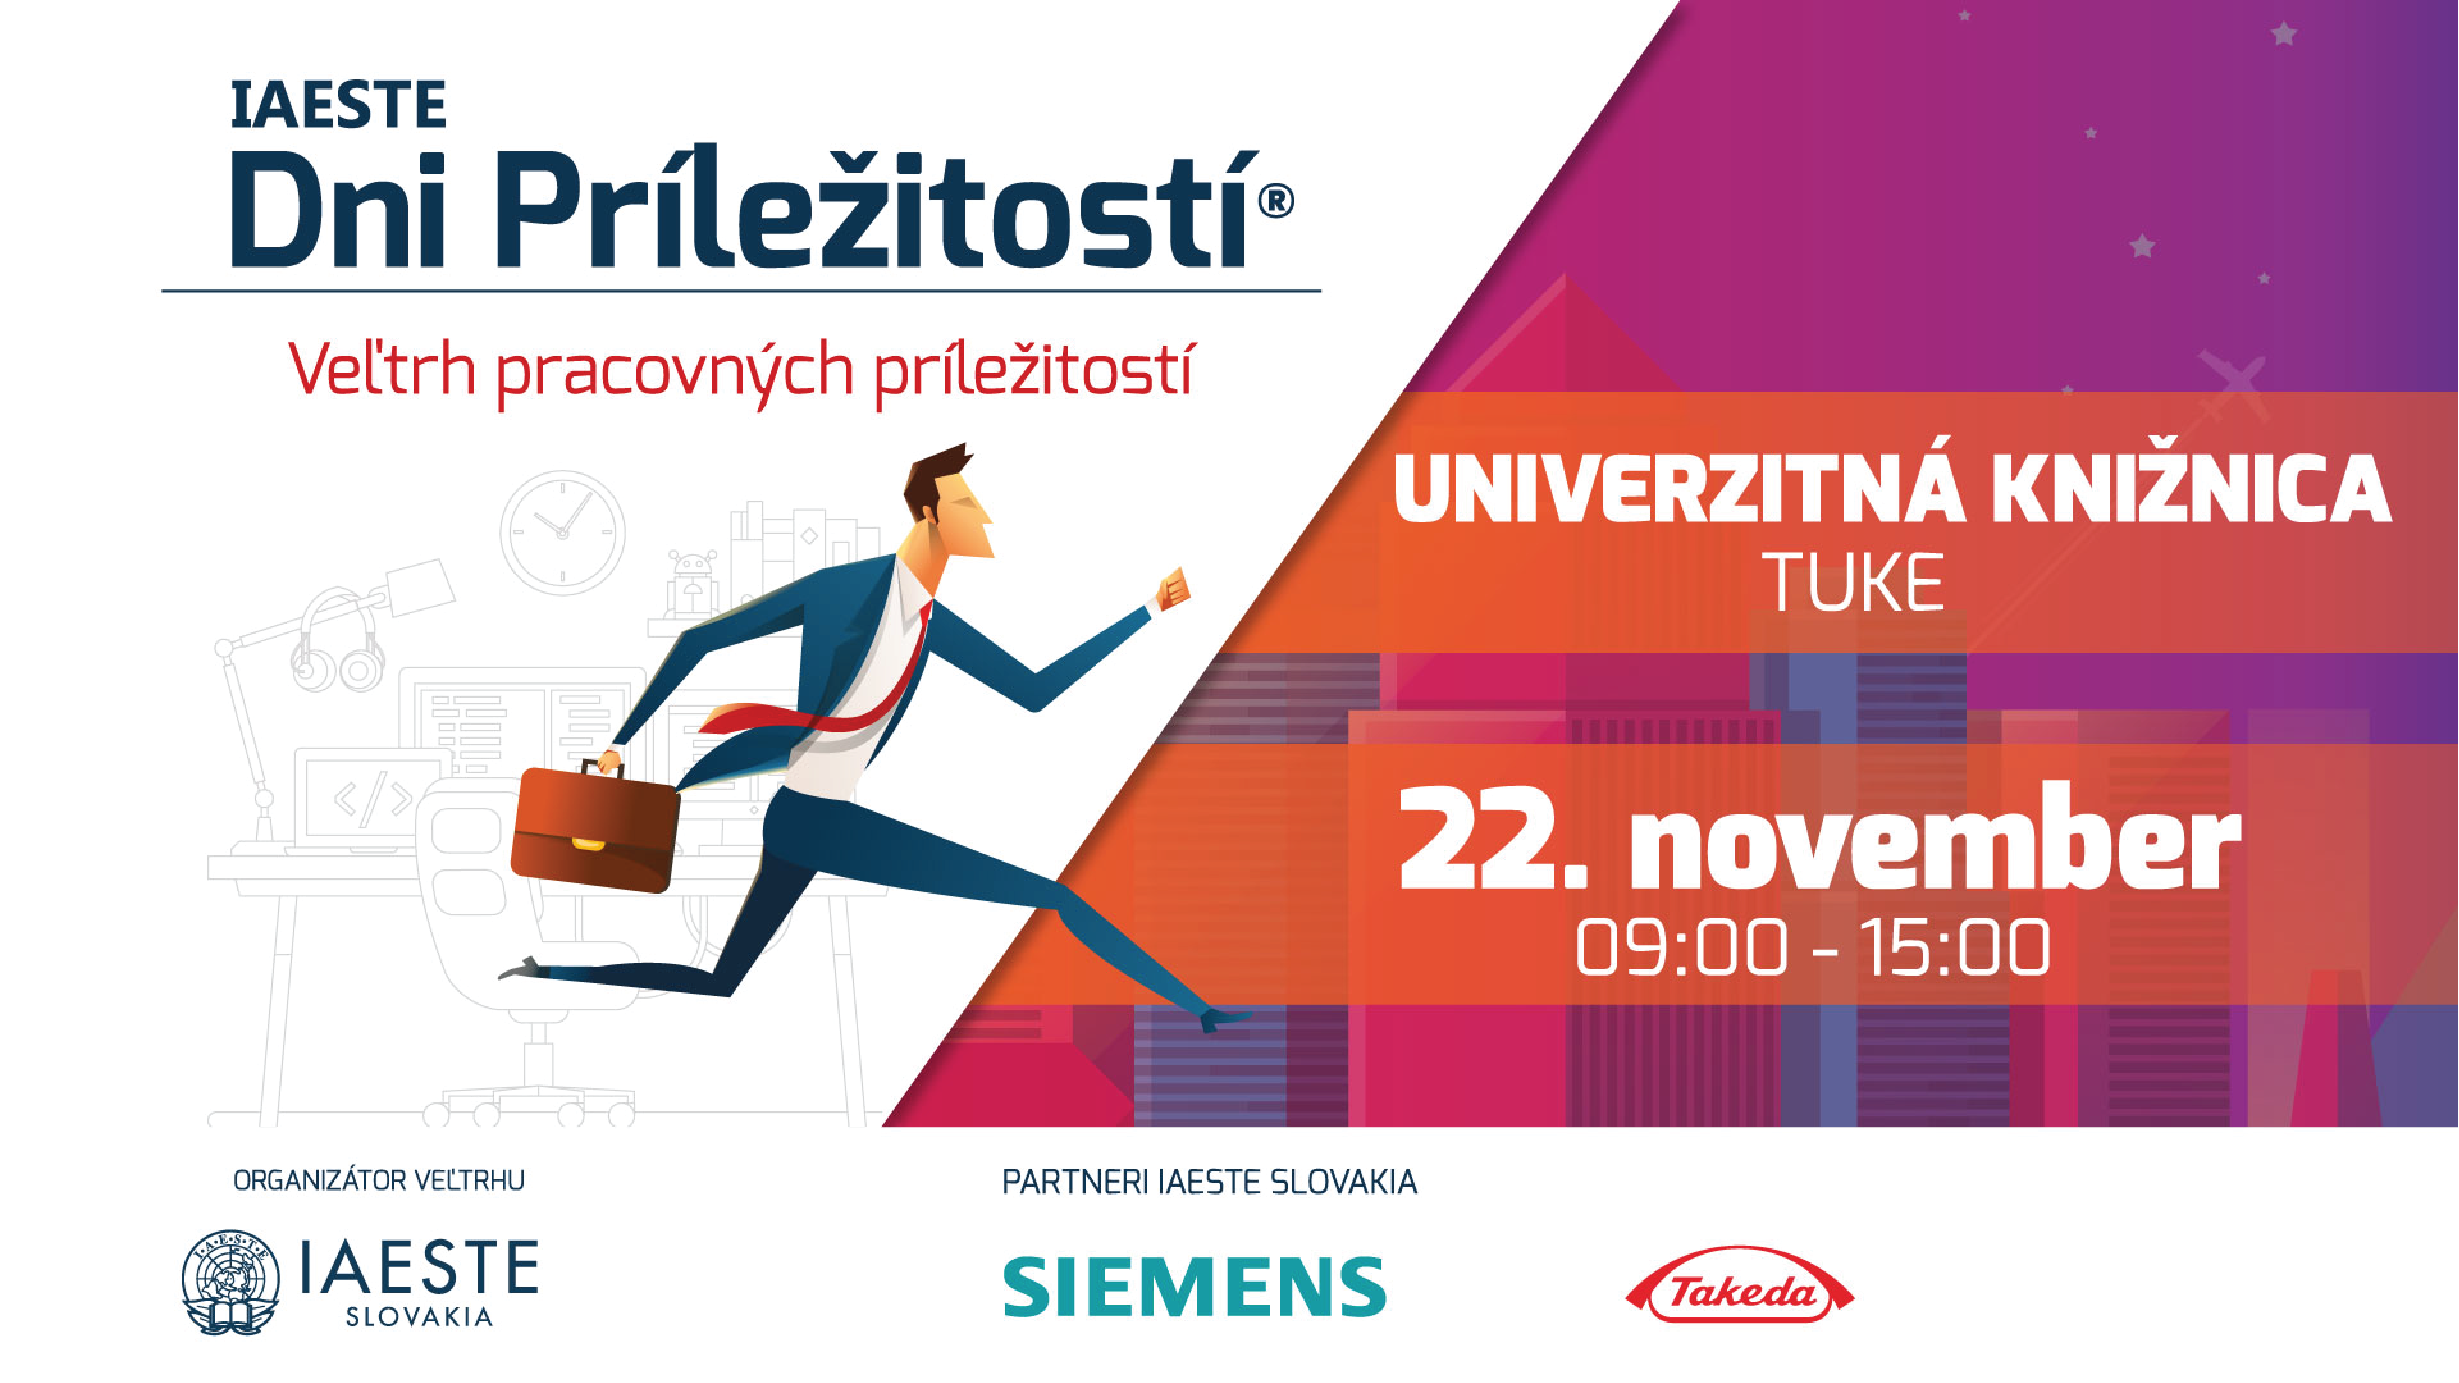 IAESTE
Dni Príležitostí®
Veľtrh pracovných príležitostí
UNIVERZITNÁ KNIŽNICA
TUKE
22. november
09:00 - 15:00
</>
ORGANIZÁTOR VEĽTRHU
PARTNERI IAESTE SLOVAKIA
I.A.E.S.T.E
IAESTE
SLOVAKIA
SIEMENS
Takeda